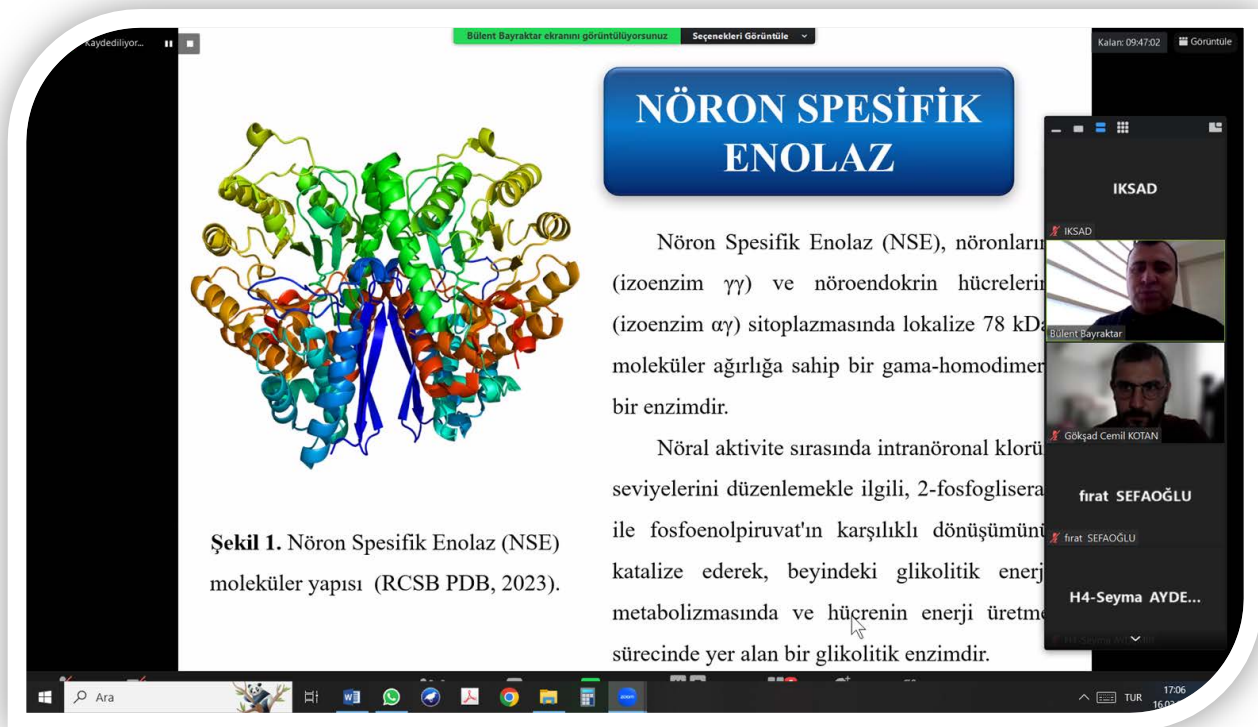 Kaydediliyor...
Bülent Bayraktar ekranını görüntülüyorsunuz
Seçenekleri Görüntüle
Kalan: 09:47:02
Görüntüle
NÖRON SPESİFİK
ENOLAZ
Nöron Spesifik Enolaz (NSE), nöronların
(izoenzim γγ) ve nöroendokrin hücrelerin
(izoenzim αγ) sitoplazmasında lokalize 78 kDa
moleküler ağırlığa sahip bir gama-homodimer
bir enzimdir.
Nöral aktivite sırasında intranöronal klorü
seviyelerini düzenlemekle ilgili, 2-fosfoglisera
ile fosfoenolpiruvat'ın karşılıklı dönüşümünü
katalize ederek, beyindeki glikolitik enerj
metabolizmasında ve hücrenin enerji üretme
sürecinde yer alan bir glikolitik enzimdir.
Şekil 1. Nöron Spesifik Enolaz (NSE)
moleküler yapısı (RCSB PDB, 2023).
IKSAD
IKSAD
Bülent Bayraktar
Gökşad Cemil KOTAN
fırat SEFAOĞLU
fırat SEFAOĞLU
H4-Seyma AYDE...
Ara
zoom
TUR
17:06